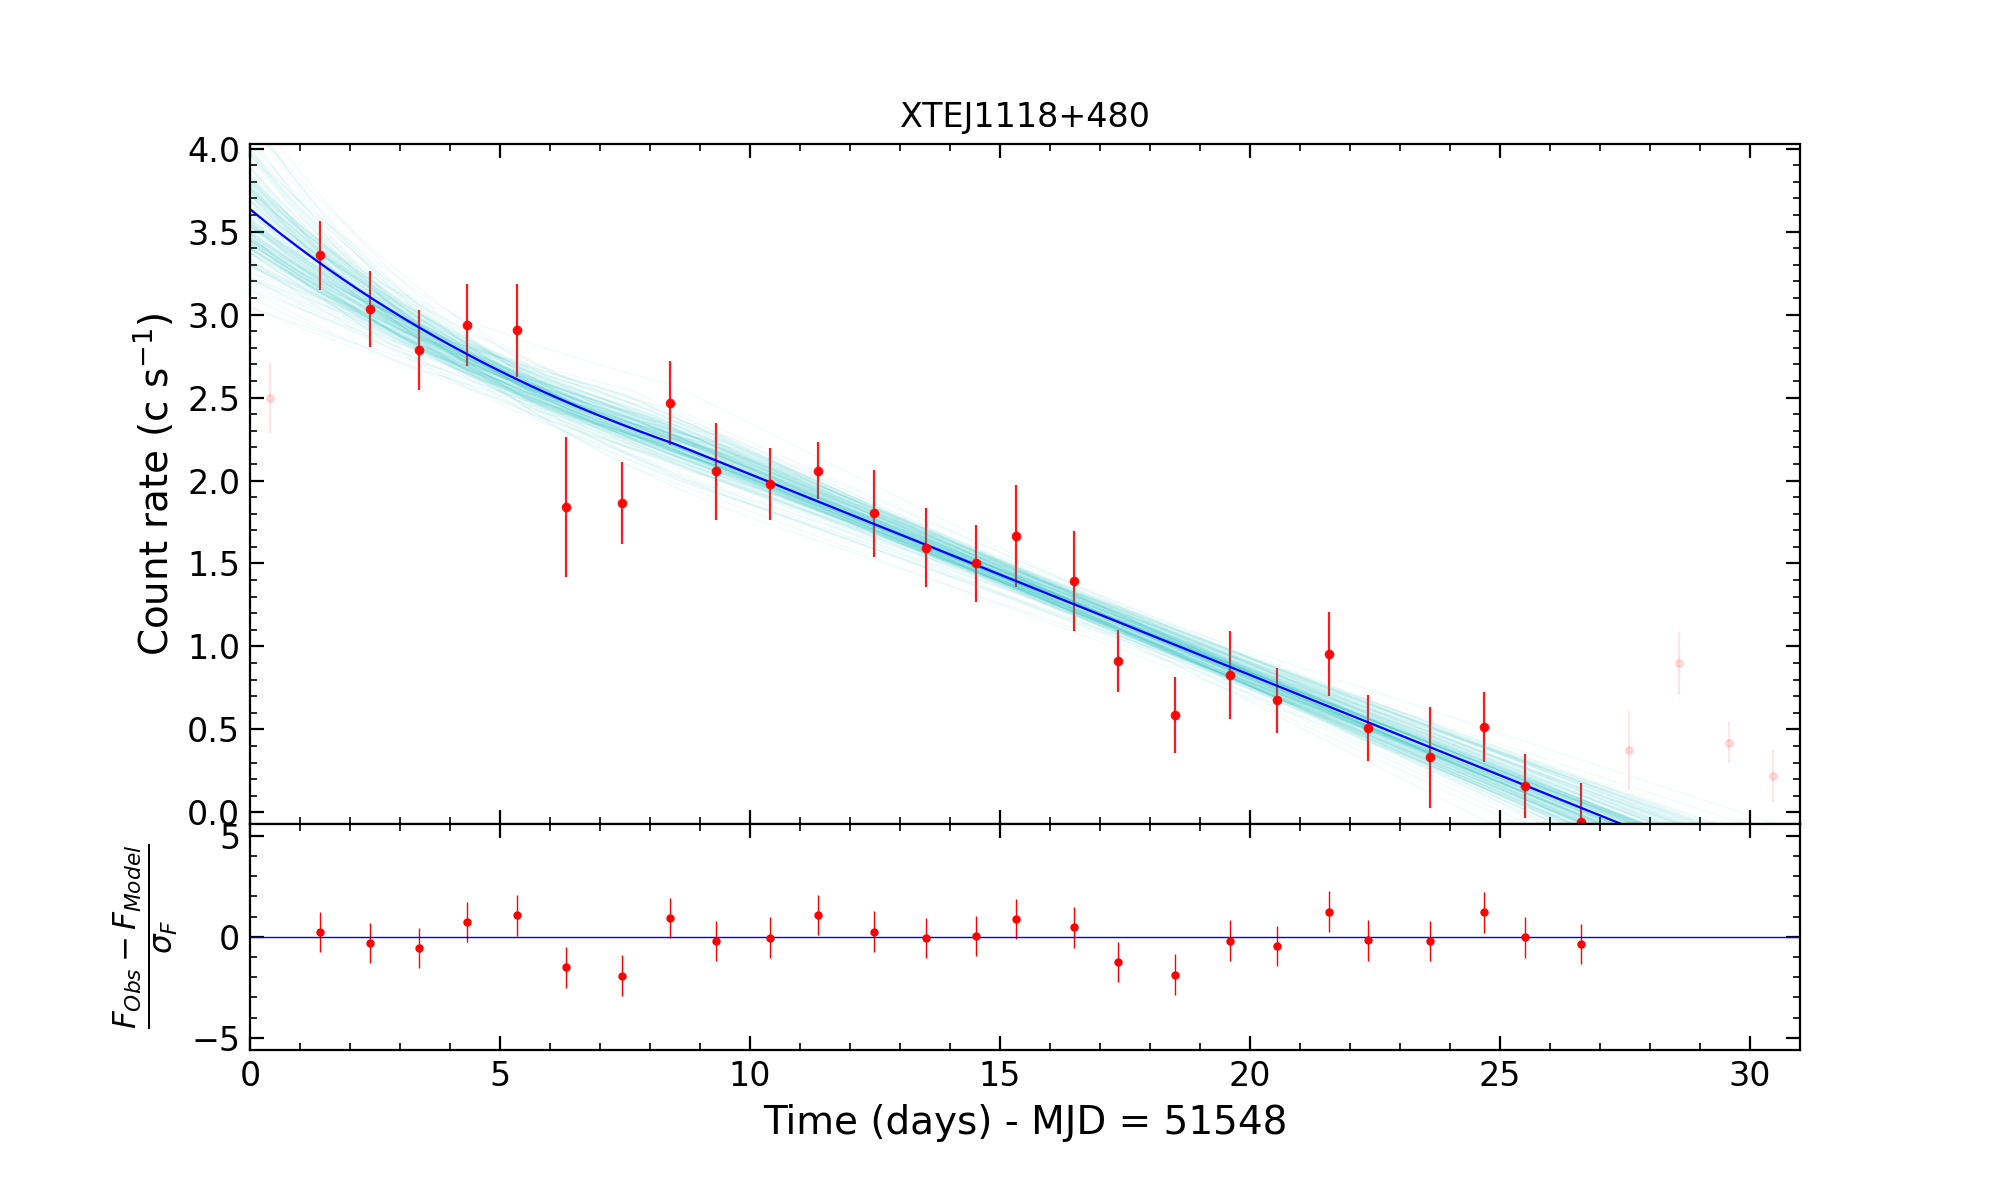 XTEJ1118+480
4.0
3.5
3.0
2.5
2.0
1.5
1.0
0.5
0.0
Count rate (c s⁻¹)
5
0
−5
F_Obs − F_Model
σ_F
0 5 10 15 20 25 30
Time (days) - MJD = 51548